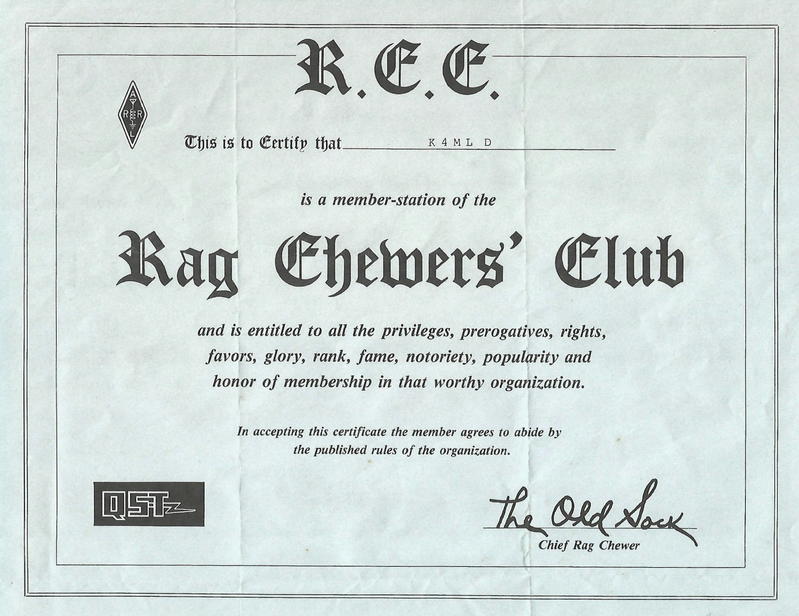 R.C.C.
A
R R
L
This is to Certify that K4ML D
is a member-station of the
Rag Chewers' Club
and is entitled to all the privileges, prerogatives, rights,
favors, glory, rank, fame, notoriety, popularity and
honor of membership in that worthy organization.
In accepting this certificate the member agrees to abide by
the published rules of the organization.
QST
The Old Sock
Chief Rag Chewer